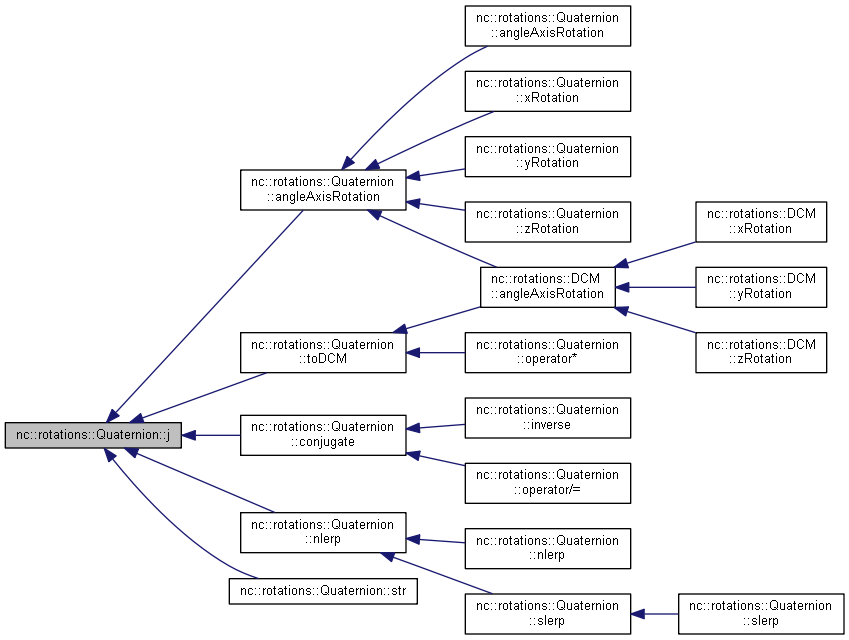 nc::rotations::Quaternion::j
nc::rotations::Quaternion
::angleAxisRotation
nc::rotations::Quaternion
::toDCM
nc::rotations::Quaternion
::conjugate
nc::rotations::Quaternion
::nlerp
nc::rotations::Quaternion::str
nc::rotations::Quaternion
::angleAxisRotation
nc::rotations::Quaternion
::xRotation
nc::rotations::Quaternion
::yRotation
nc::rotations::Quaternion
::zRotation
nc::rotations::DCM
::angleAxisRotation
nc::rotations::Quaternion
::operator*
nc::rotations::Quaternion
::inverse
nc::rotations::Quaternion
::operator/=
nc::rotations::Quaternion
::nlerp
nc::rotations::Quaternion
::slerp
nc::rotations::DCM
::xRotation
nc::rotations::DCM
::yRotation
nc::rotations::DCM
::zRotation
nc::rotations::Quaternion
::slerp